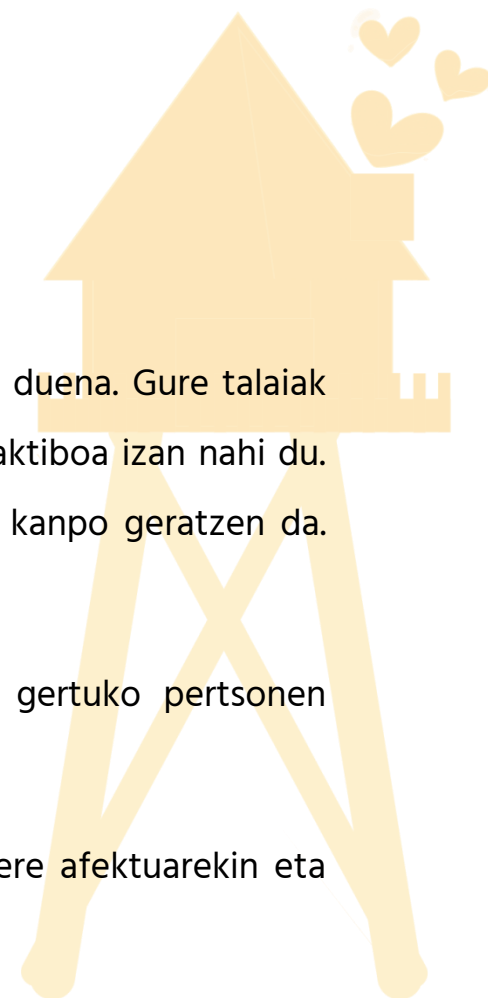 duena. Gure talaiak
aktiboa izan nahi du.
kanpo geratzen da.
gertuko pertsonen
ere afektuarekin eta